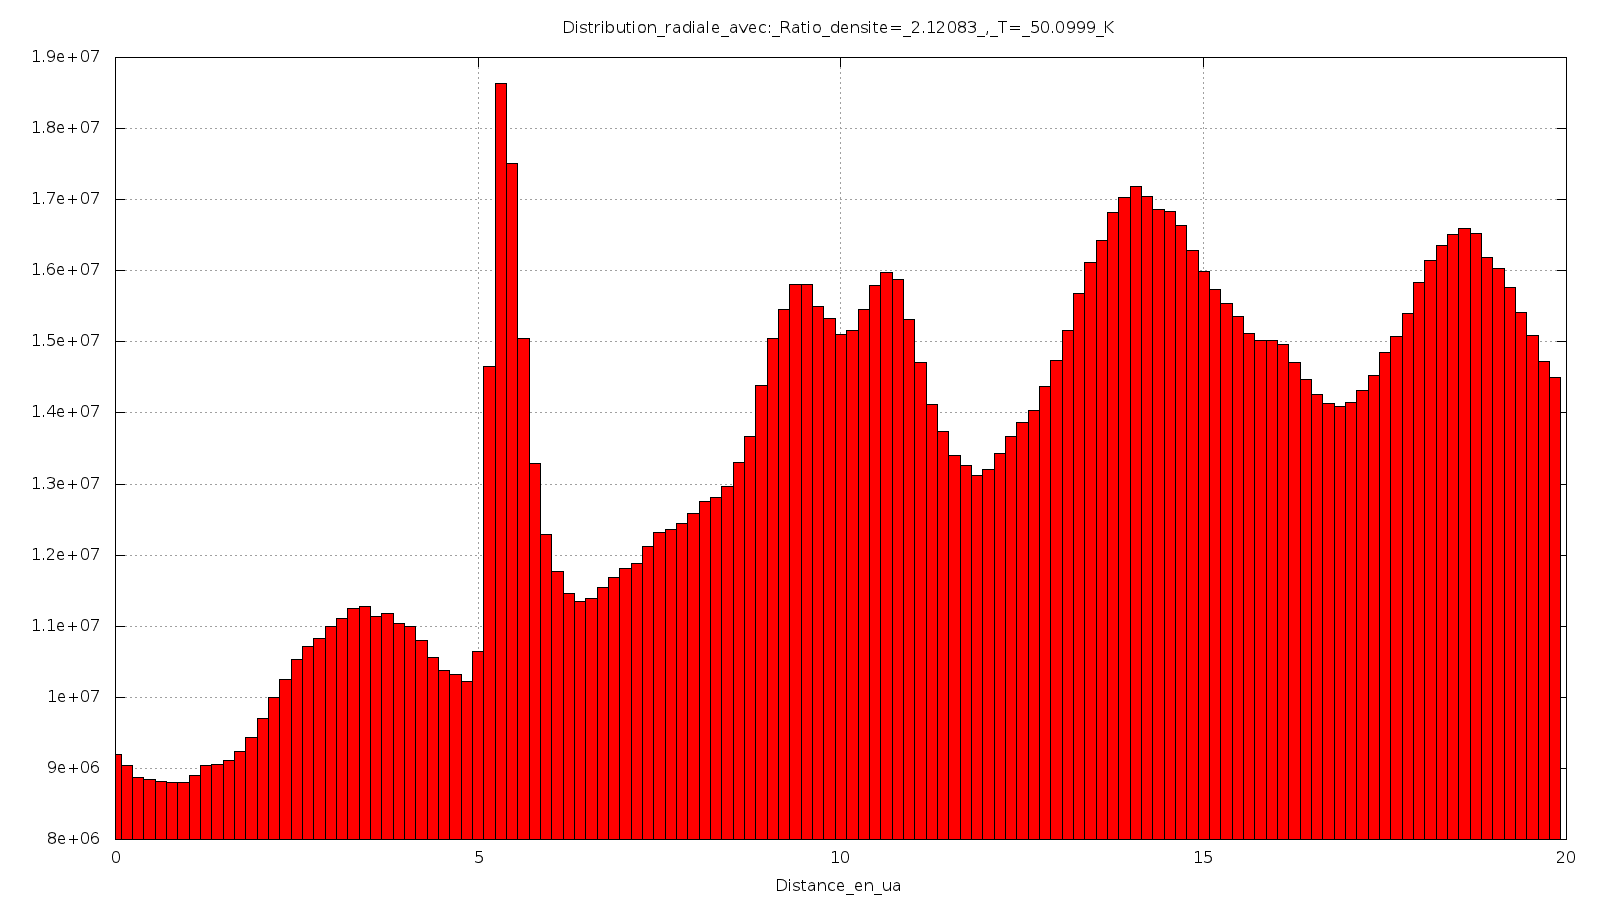 Distribution_radiale_avec:_Ratio_densite=_2.12083_,_T=_50.0999_K
1.9e+07
1.8e+07
1.7e+07
1.6e+07
1.5e+07
1.4e+07
1.3e+07
1.2e+07
1.1e+07
1e+07
9e+06
8e+06
0 5 10 15 20
Distance_en_ua